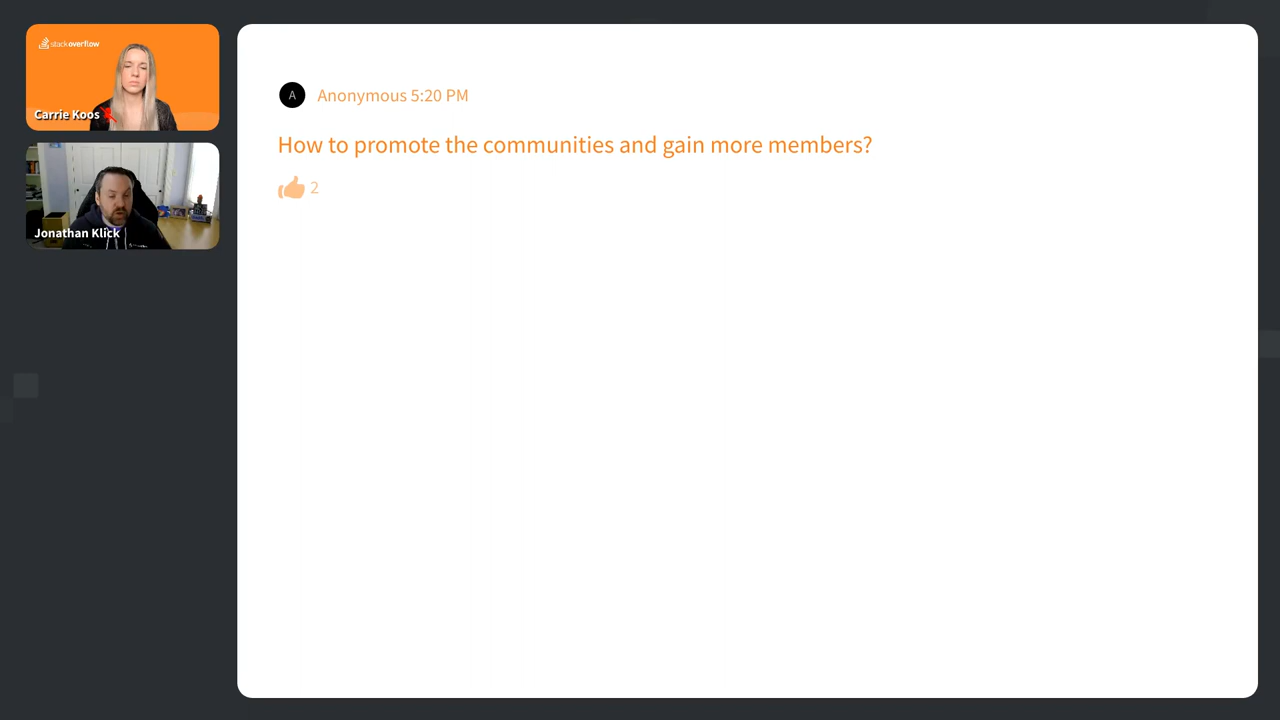 stackoverflow
Carrie Koos
Jonathan Klick
A Anonymous 5:20 PM
How to promote the communities and gain more members?
2